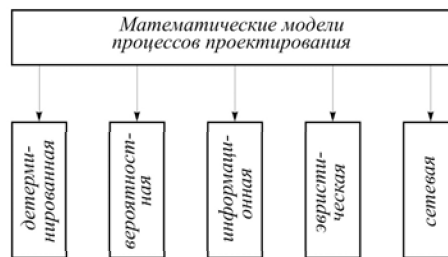 Математические модели
процессов проектирования
детерми-
нированная
вероятност-
ная
информаци-
онная
эвристи-
ческая
сетевая